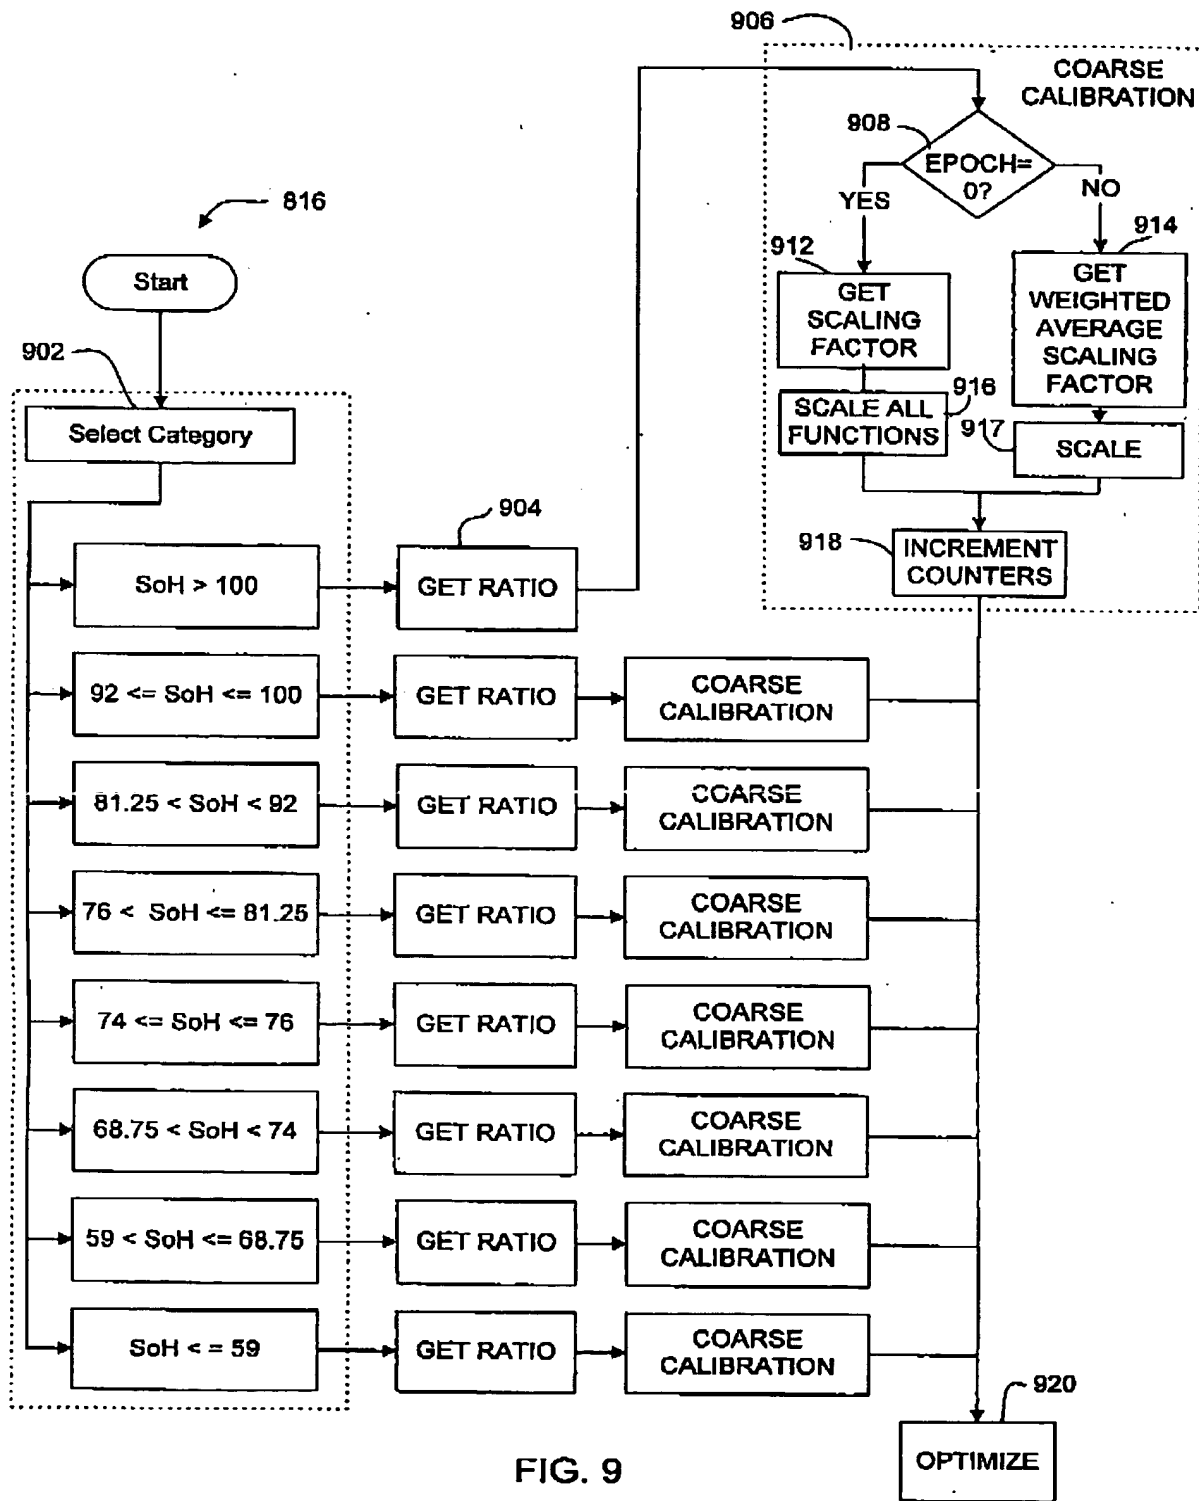 906
COARSE
CALIBRATION
908
EPOCH=
0?
YES
NO
816
Start
912
GET
SCALING
FACTOR
914
GET
WEIGHTED
AVERAGE
SCALING
FACTOR
902
Select Category
916
SCALE ALL
FUNCTIONS
917
SCALE
904
918
INCREMENT
COUNTERS
SoH > 100
GET RATIO
92 <= SoH <= 100
GET RATIO
COARSE
CALIBRATION
81.25 < SoH < 92
GET RATIO
COARSE
CALIBRATION
76 < SoH <= 81.25
GET RATIO
COARSE
CALIBRATION
74 <= SoH <= 76
GET RATIO
COARSE
CALIBRATION
68.75 < SoH < 74
GET RATIO
COARSE
CALIBRATION
59 < SoH <= 68.75
GET RATIO
COARSE
CALIBRATION
SoH < = 59
GET RATIO
COARSE
CALIBRATION
920
OPTIMIZE
FIG. 9